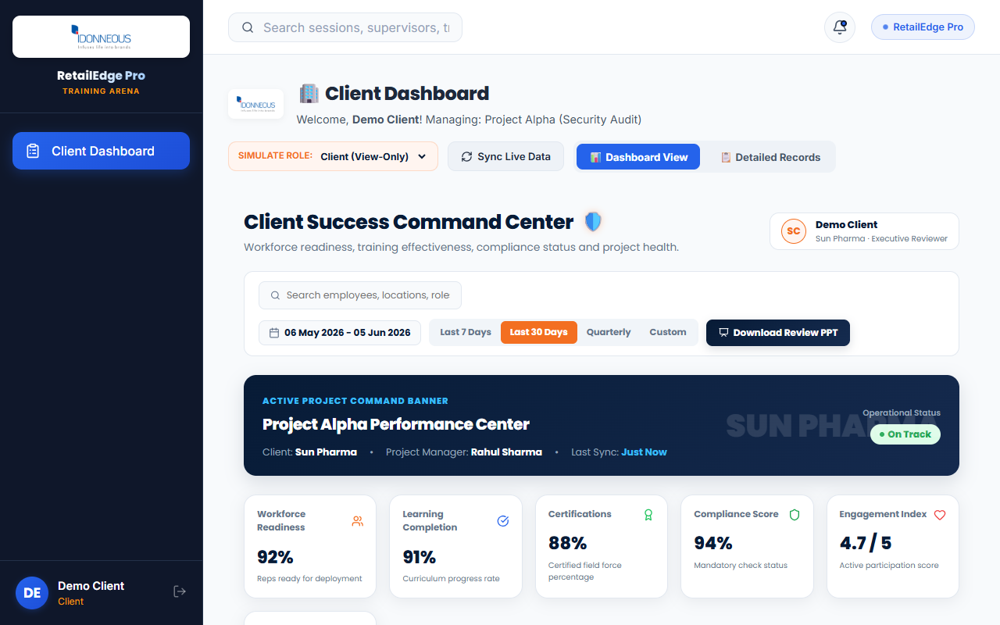 IDONNEOUS
Infuses life into brands
RetailEdge Pro
TRAINING ARENA
Client Dashboard
DE
Demo Client
Client
Search sessions, supervisors, tr
RetailEdge Pro
IDONNEOUS
Infuses life into brands
Client Dashboard
Welcome, Demo Client! Managing: Project Alpha (Security Audit)
SIMULATE ROLE: Client (View-Only)
Sync Live Data
Dashboard View
Detailed Records
Client Success Command Center
Workforce readiness, training effectiveness, compliance status and project health.
SC
Demo Client
Sun Pharma · Executive Reviewer
Search employees, locations, role
06 May 2026 - 05 Jun 2026
Last 7 Days
Last 30 Days
Quarterly
Custom
Download Review PPT
ACTIVE PROJECT COMMAND BANNER
Project Alpha Performance Center
Client: Sun Pharma • Project Manager: Rahul Sharma • Last Sync: Just Now
SUN PHARMA
Operational Status
On Track
Workforce
Readiness
92%
Reps ready for deployment
Learning
Completion
91%
Curriculum progress rate
Certifications
88%
Certified field force
percentage
Compliance Score
94%
Mandatory check status
Engagement Index
4.7 / 5
Active participation score